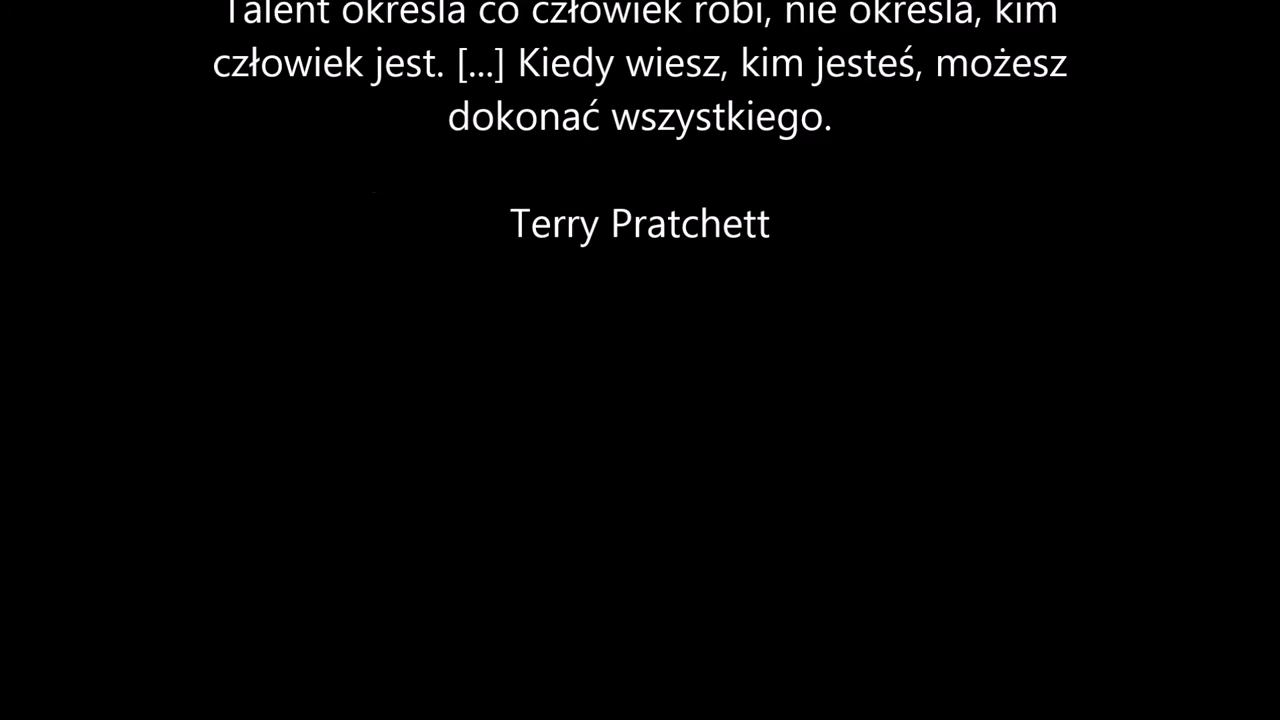 Talent określa co człowiek robi, nie określa, kim
człowiek jest. [...] Kiedy wiesz, kim jesteś, możesz
dokonać wszystkiego.
Terry Pratchett